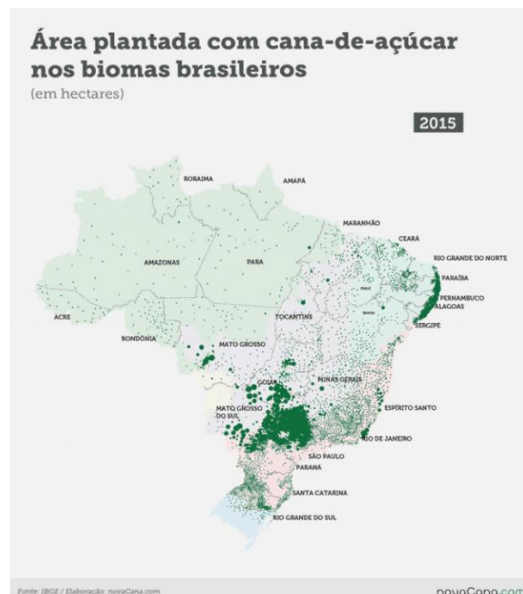 Área plantada com cana-de-açúcar
nos biomas brasileiros
(em hectares)
2015
RORAIMA
AMAPÁ
MARANHÃO
CEARÁ
RIO GRANDE DO NORTE
AMAZONAS
PARA
PARAÍBA
PERNAMBUCO
ALAGOAS
ACRE
TOCANTINS
SERGIPE
RONDÔNIA
MATO GROSSO
GOIÁS
MINAS GERAIS
MATO GROSSO
DO SUL
ESPÍRITO SANTO
RIO DE JANEIRO
SÃO PAULO
PARANÁ
SANTA CATARINA
RIO GRANDE DO SUL
Fonte: IBGE / Elaboração: novaCana.com
novaCana.com